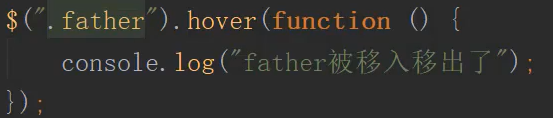 $(".father").hover(function () {
    console.log("father被移入移出了");
});